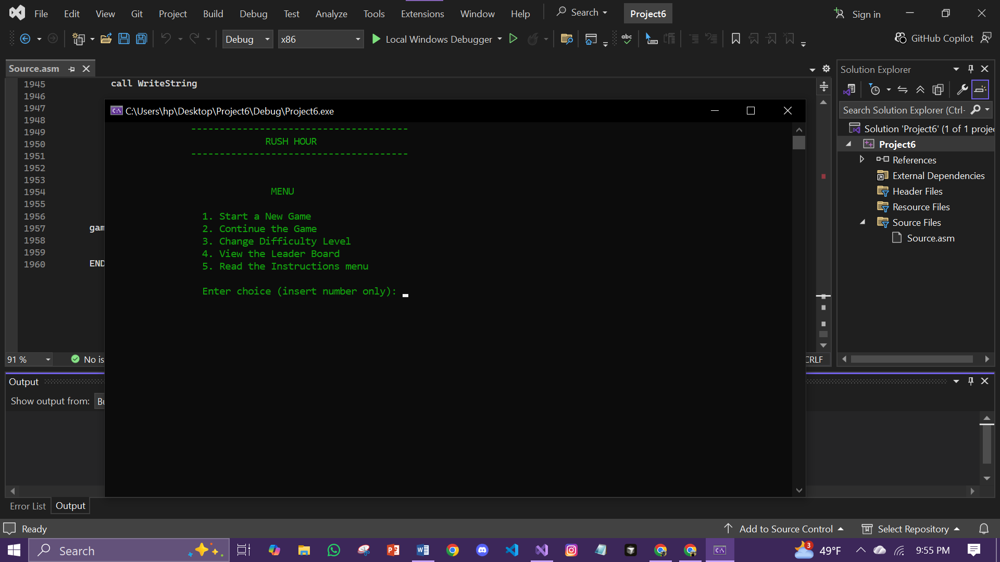 File Edit View Git Project Build Debug Test Analyze Tools Extensions Window Help Search Project6 Sign in
Debug x86 Local Windows Debugger abc GitHub Copilot
Source.asm
1945 call WriteString
1946
1947
1948
1949
1950
1951
1952
1953
1954
1955
1956
1957 gam
1958
1959
1960 END
91 % No is
CRLF
C:\Users\hp\Desktop\Project6\Debug\Project6.exe
---------------------------------------
RUSH HOUR
---------------------------------------
MENU
1. Start a New Game
2. Continue the Game
3. Change Difficulty Level
4. View the Leader Board
5. Read the Instructions menu
Enter choice (insert number only):
Solution Explorer
Search Solution Explorer (Ctrl-
Solution 'Project6' (1 of 1 proje
Project6
References
External Dependencies
Header Files
Resource Files
Source Files
Source.asm
Output
Show output from: Bu
Error List Output
Ready Add to Source Control Select Repository
Search 3 49°F 9:55 PM